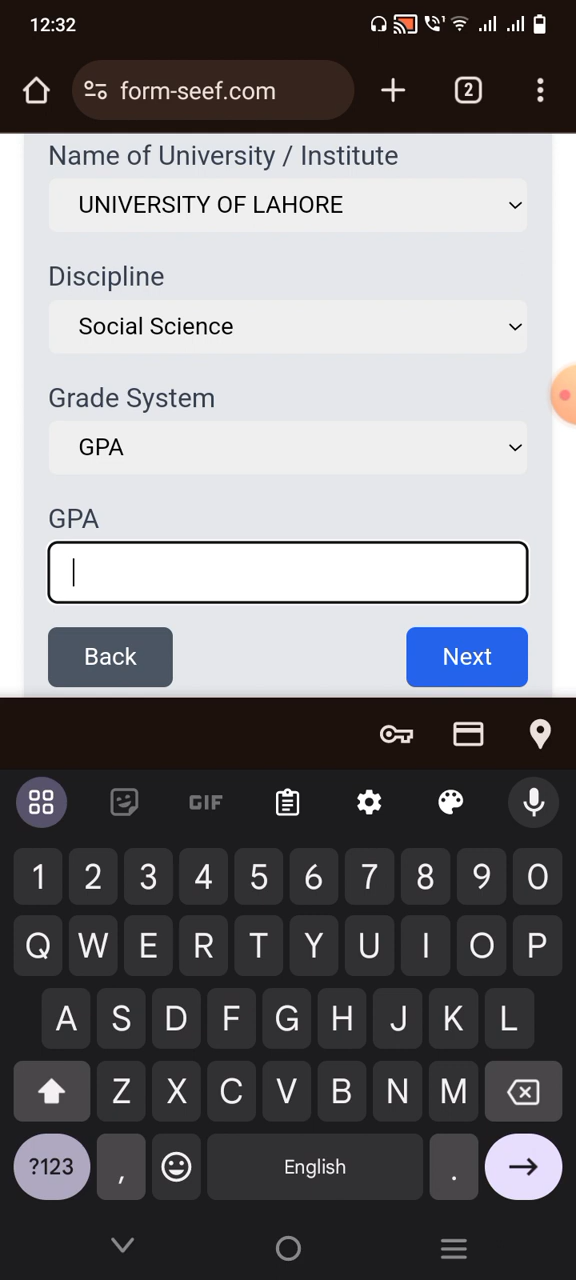 12:32
form-seef.com
2
Name of University / Institute
UNIVERSITY OF LAHORE
Discipline
Social Science
Grade System
GPA
GPA
Back
Next
GIF
1 2 3 4 5 6 7 8 9 0
Q W E R T Y U I O P
A S D F G H J K L
Z X C V B N M
?123 , English .